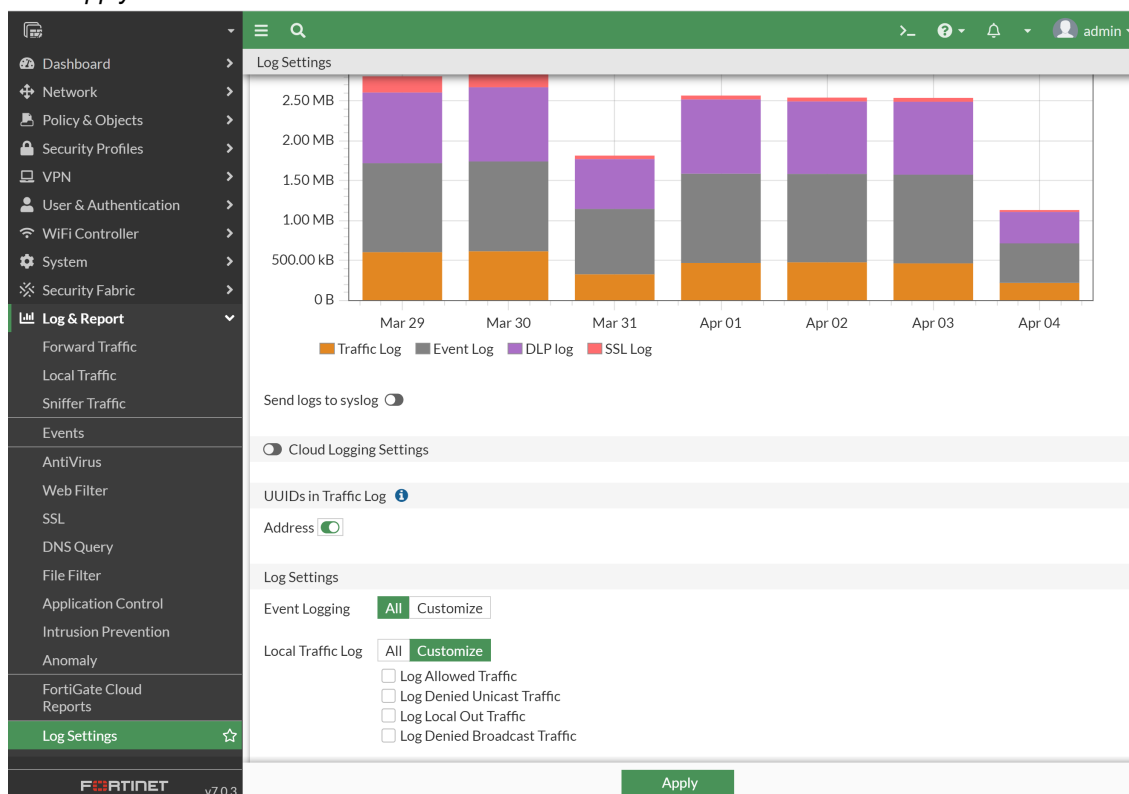 Apply
admin
Dashboard
Network
Policy & Objects
Security Profiles
VPN
User & Authentication
WiFi Controller
System
Security Fabric
Log & Report
Forward Traffic
Local Traffic
Sniffer Traffic
Events
AntiVirus
Web Filter
SSL
DNS Query
File Filter
Application Control
Intrusion Prevention
Anomaly
FortiGate Cloud
Reports
Log Settings
FORTINET v7.0.3
Log Settings
2.50 MB
2.00 MB
1.50 MB
1.00 MB
500.00 kB
0 B
Mar 29 Mar 30 Mar 31 Apr 01 Apr 02 Apr 03 Apr 04
Traffic Log Event Log DLP log SSL Log
Send logs to syslog
Cloud Logging Settings
UUIDs in Traffic Log
Address
Log Settings
Event Logging All Customize
Local Traffic Log All Customize
Log Allowed Traffic
Log Denied Unicast Traffic
Log Local Out Traffic
Log Denied Broadcast Traffic
Apply